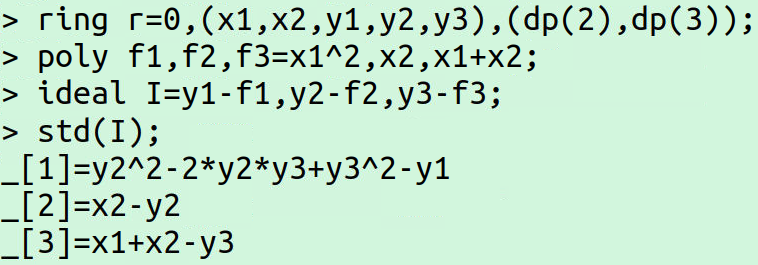 > ring r=0,(x1,x2,y1,y2,y3),(dp(2),dp(3));
> poly f1,f2,f3=x1^2,x2,x1+x2;
> ideal I=y1-f1,y2-f2,y3-f3;
> std(I);
_[1]=y2^2-2*y2*y3+y3^2-y1
_[2]=x2-y2
_[3]=x1+x2-y3